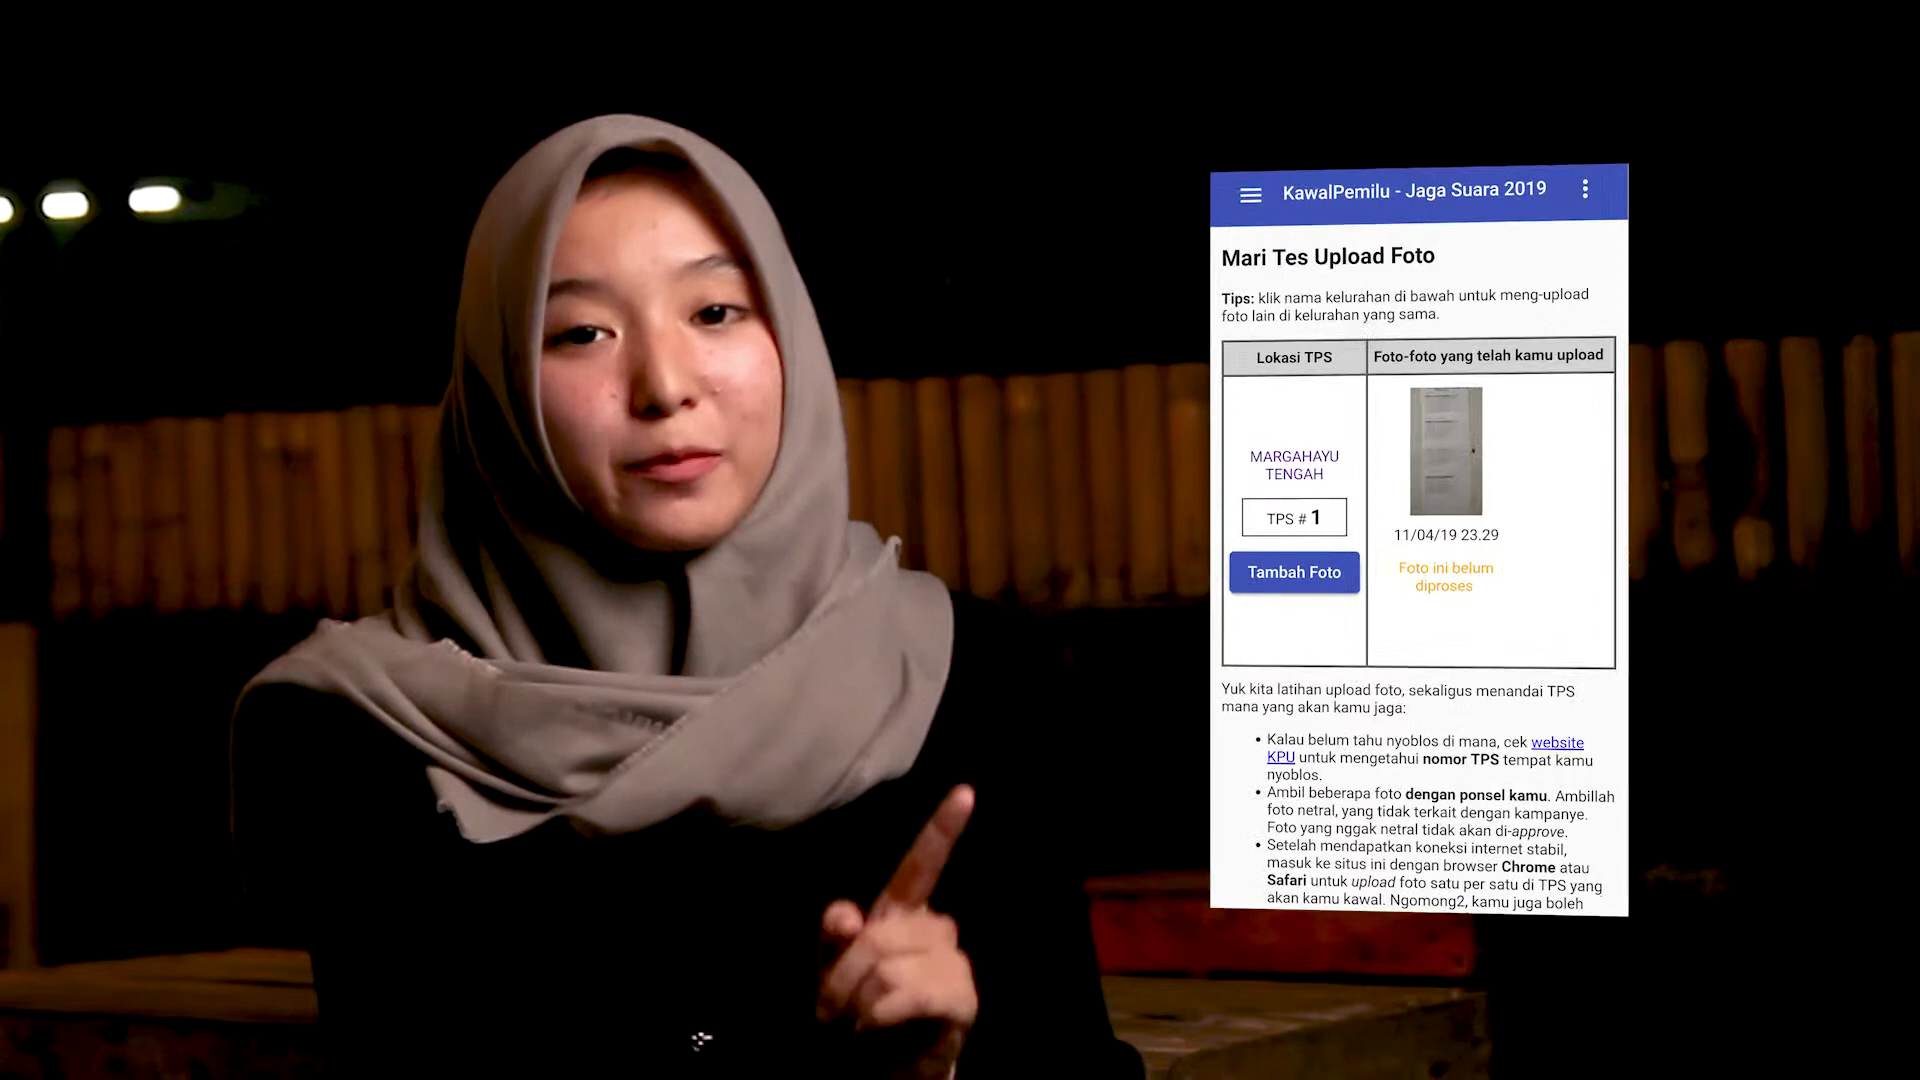 KawalPemilu - Jaga Suara 2019
Mari Tes Upload Foto
Tips: klik nama kelurahan di bawah untuk meng-upload
foto lain di kelurahan yang sama.
Lokasi TPS
Foto-foto yang telah kamu upload
MARGAHAYU
TENGAH
TPS # 1
Tambah Foto
11/04/19 23.29
Foto ini belum
diproses
Yuk kita latihan upload foto, sekaligus menandai TPS
mana yang akan kamu jaga:
• Kalau belum tahu nyoblos di mana, cek website
KPU untuk mengetahui nomor TPS tempat kamu
nyoblos.
• Ambil beberapa foto dengan ponsel kamu. Ambillah
foto netral, yang tidak terkait dengan kampanye.
Foto yang nggak netral tidak akan di-approve.
• Setelah mendapatkan koneksi internet stabil,
masuk ke situs ini dengan browser Chrome atau
Safari untuk upload foto satu per satu di TPS yang
akan kamu kawal. Ngomong2, kamu juga boleh